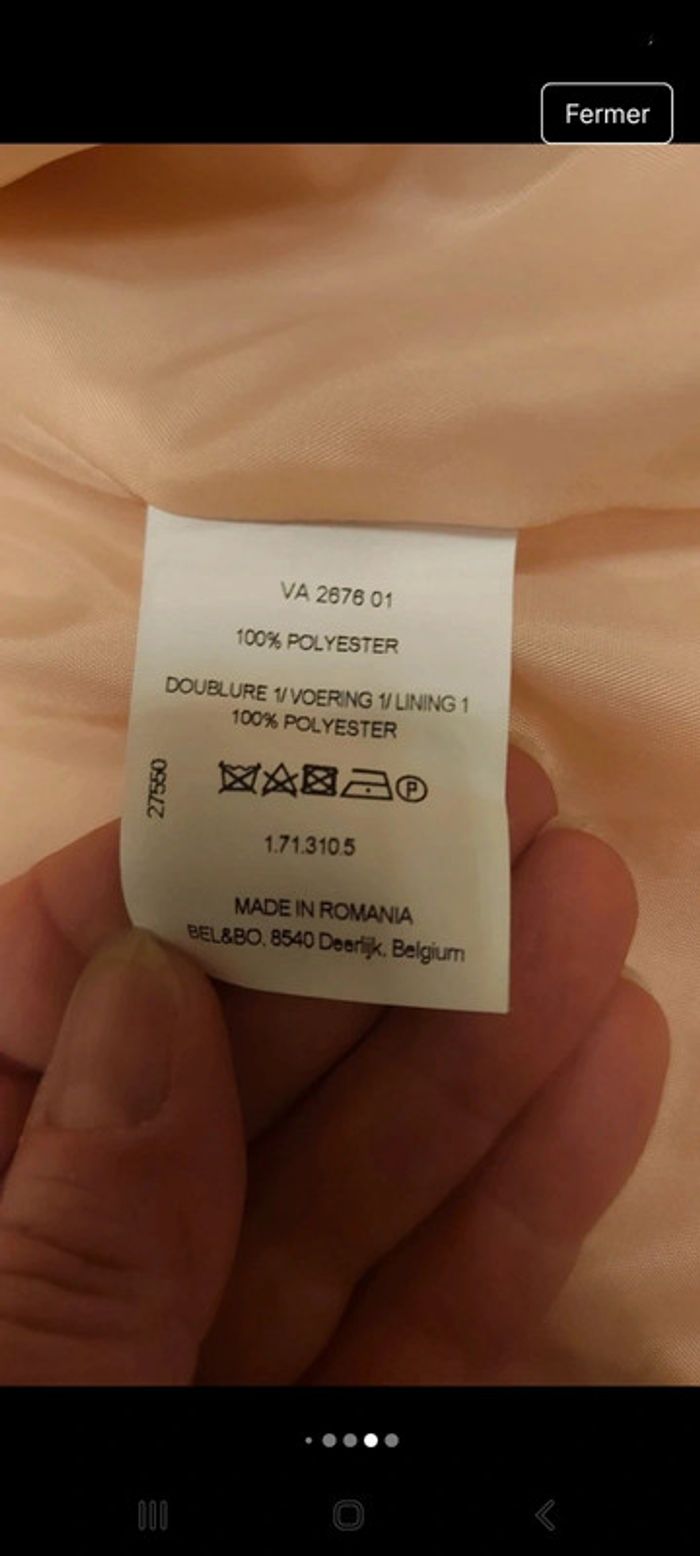 Fermer
VA 2676 01
100% POLYESTER
DOUBLURE 1/ VOERING 1/ LINING 1
100% POLYESTER
27550
P
1.71.310.5
MADE IN ROMANIA
BEL&BO, 8540 Deerlijk, Belgium